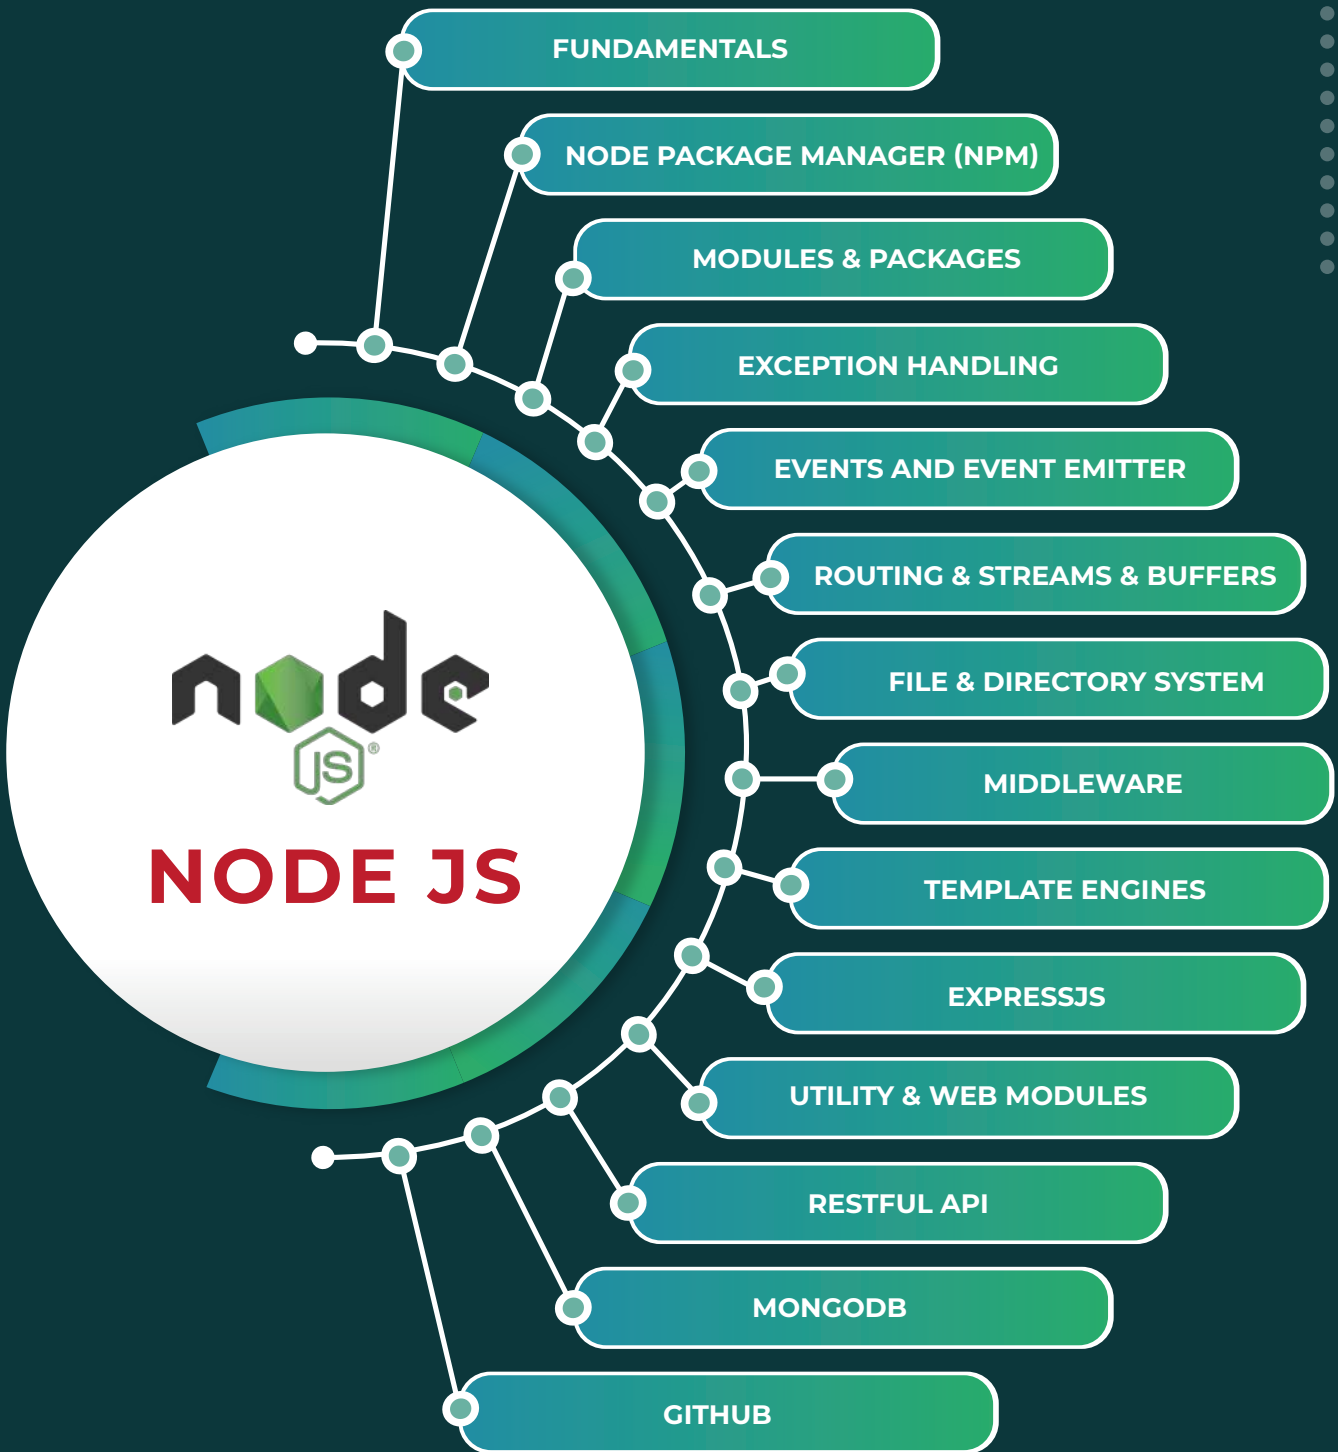 FUNDAMENTALS
NODE PACKAGE MANAGER (NPM)
MODULES & PACKAGES
EXCEPTION HANDLING
EVENTS AND EVENT EMITTER
ROUTING & STREAMS & BUFFERS
FILE & DIRECTORY SYSTEM
MIDDLEWARE
TEMPLATE ENGINES
EXPRESSJS
UTILITY & WEB MODULES
RESTFUL API
MONGODB
GITHUB
node
JS®
NODE JS